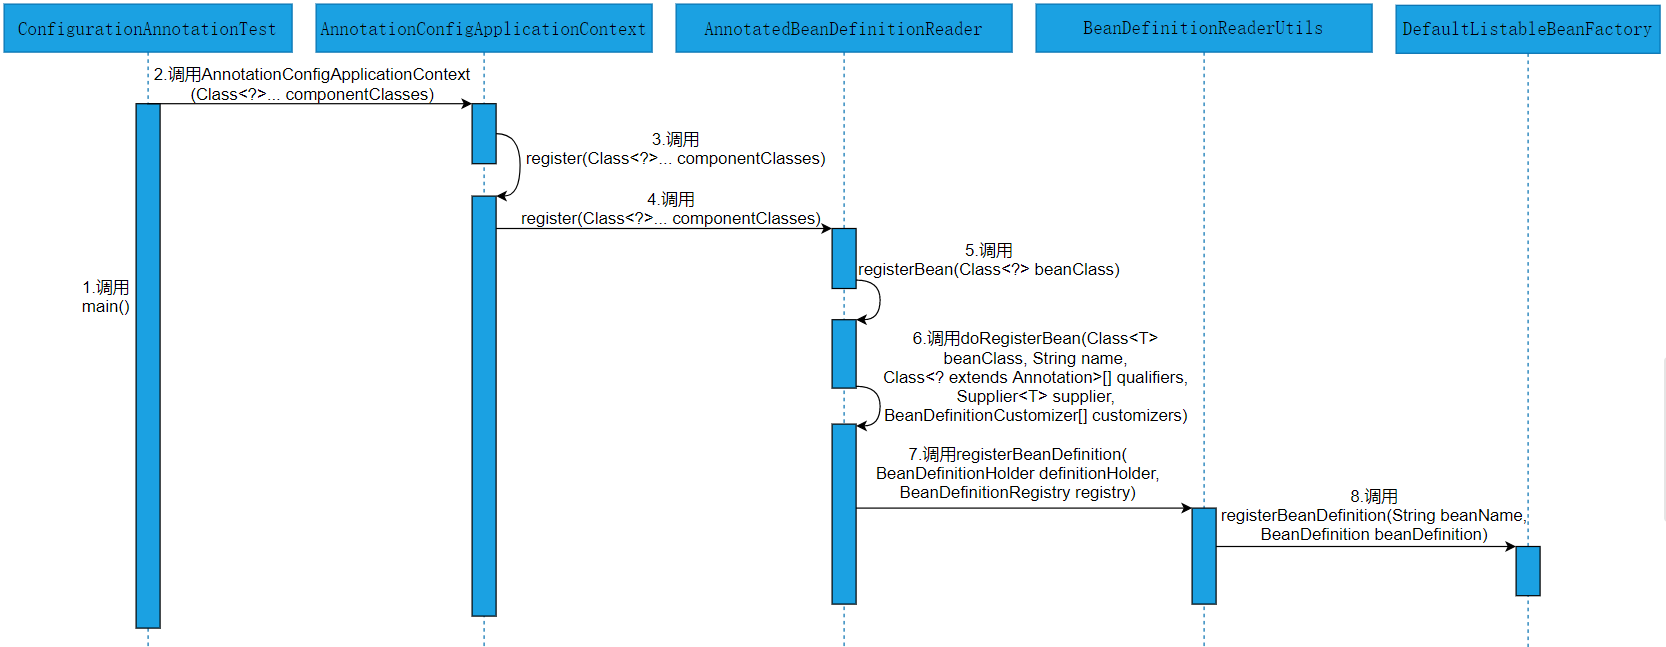 ConfigurationAnnotationTest
AnnotationConfigApplicationContext
AnnotatedBeanDefinitionReader
BeanDefinitionReaderUtils
DefaultListableBeanFactory
2.调用AnnotationConfigApplicationContext
(Class<?>... componentClasses)
3.调用
register(Class<?>... componentClasses)
4.调用
register(Class<?>... componentClasses)
5.调用
registerBean(Class<?> beanClass)
1.调用
main()
6.调用doRegisterBean(Class<T>
beanClass, String name,
Class<? extends Annotation>[] qualifiers,
Supplier<T> supplier,
BeanDefinitionCustomizer[] customizers)
7.调用registerBeanDefinition(
BeanDefinitionHolder definitionHolder,
BeanDefinitionRegistry registry)
8.调用
registerBeanDefinition(String beanName,
BeanDefinition beanDefinition)